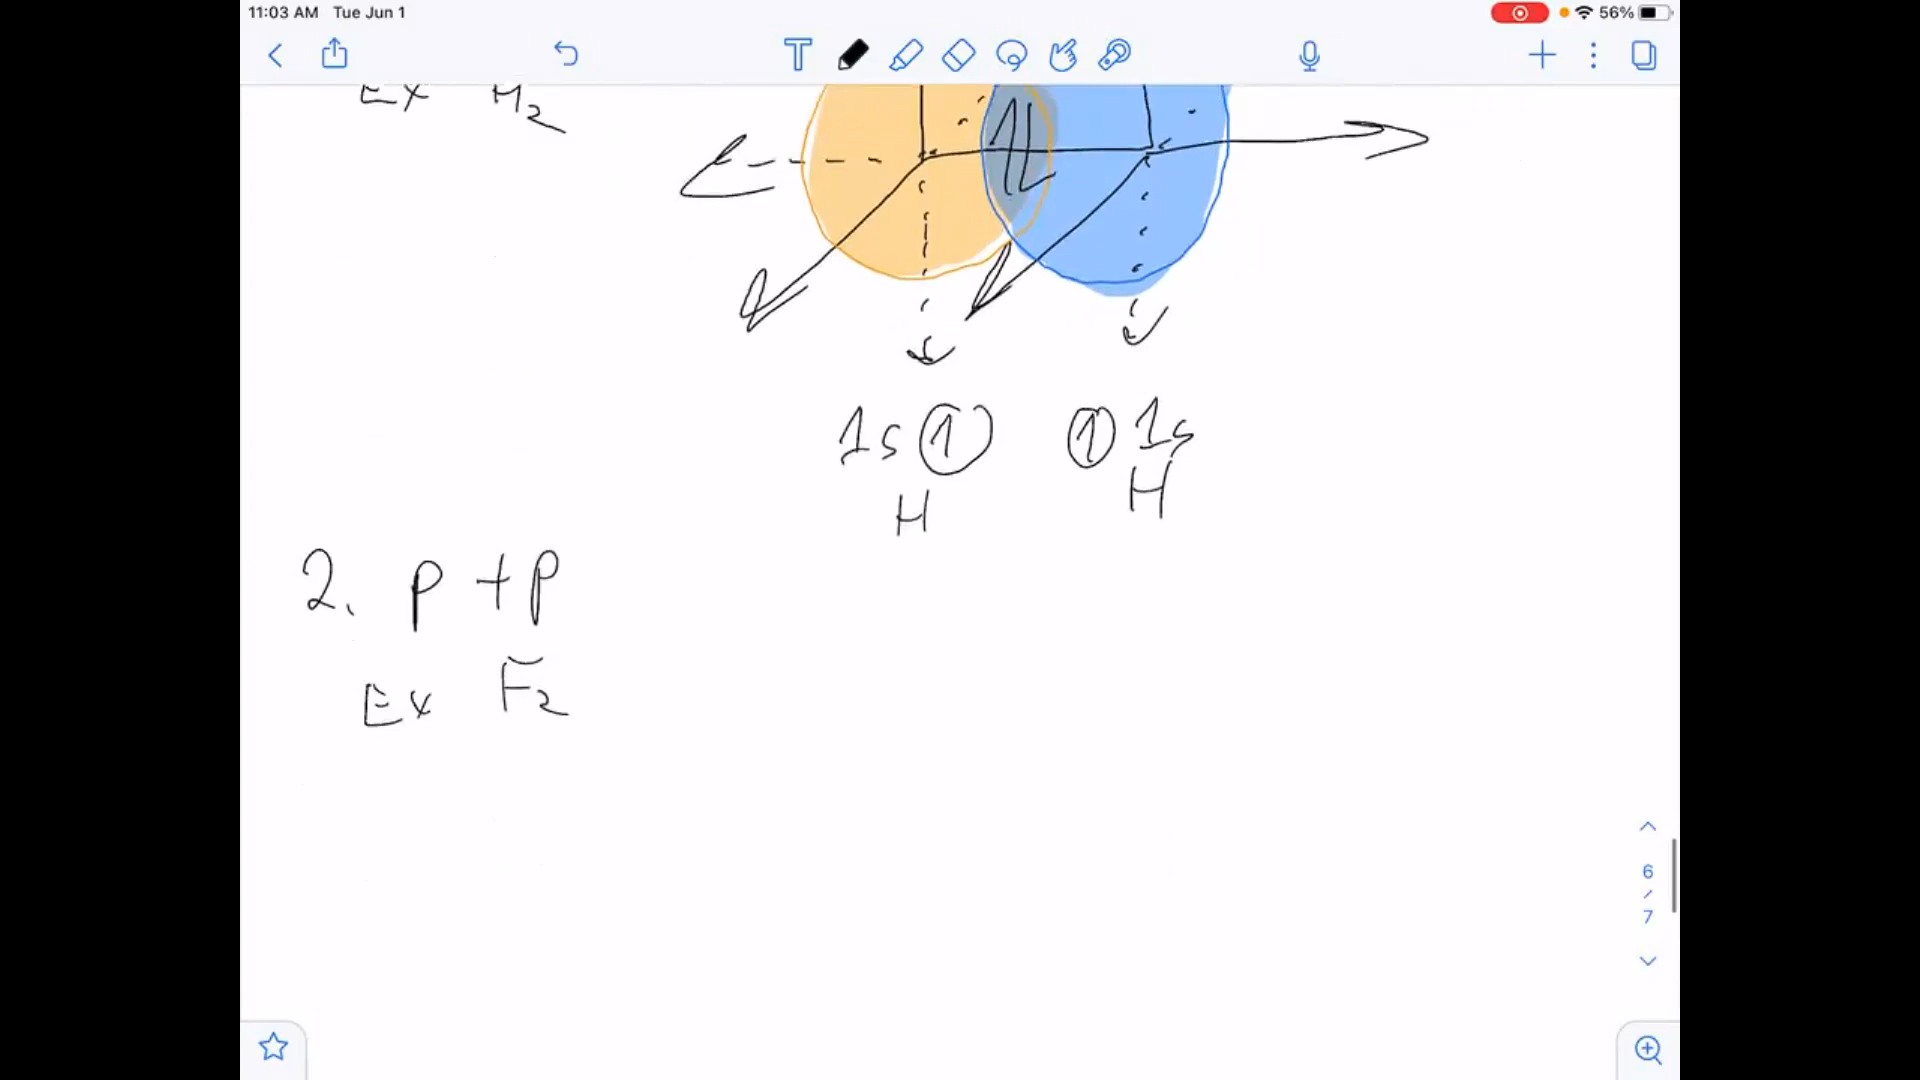 11:03 AM Tue Jun 1
56%
T
Ex H2
1s 1 1 1s
H H
2. p + p
Ex F2
6
/
7